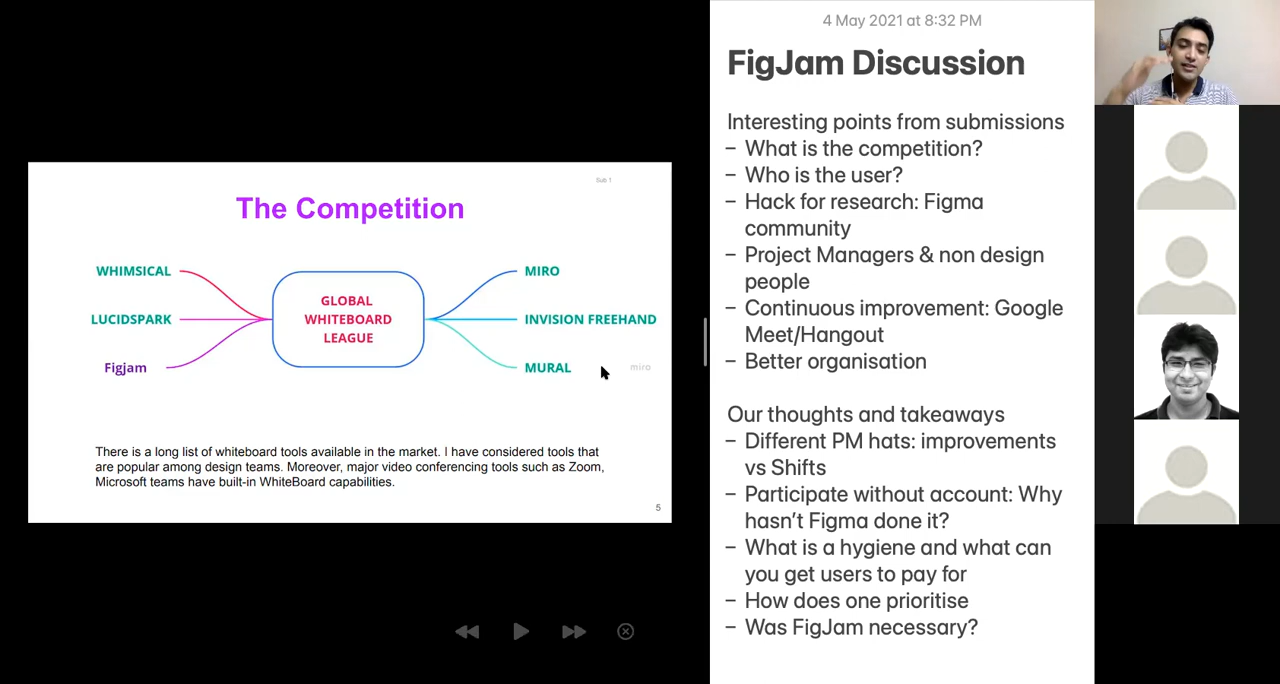 Sub 1
The Competition
WHIMSICAL
LUCIDSPARK
Figjam
GLOBAL
WHITEBOARD
LEAGUE
MIRO
INVISION FREEHAND
MURAL
miro
There is a long list of whiteboard tools available in the market. I have considered tools that
are popular among design teams. Moreover, major video conferencing tools such as Zoom,
Microsoft teams have built-in WhiteBoard capabilities.
5
4 May 2021 at 8:32 PM
FigJam Discussion
Interesting points from submissions
– What is the competition?
– Who is the user?
– Hack for research: Figma
community
– Project Managers & non design
people
– Continuous improvement: Google
Meet/Hangout
– Better organisation
Our thoughts and takeaways
– Different PM hats: improvements
vs Shifts
– Participate without account: Why
hasn’t Figma done it?
– What is a hygiene and what can
you get users to pay for
– How does one prioritise
– Was FigJam necessary?